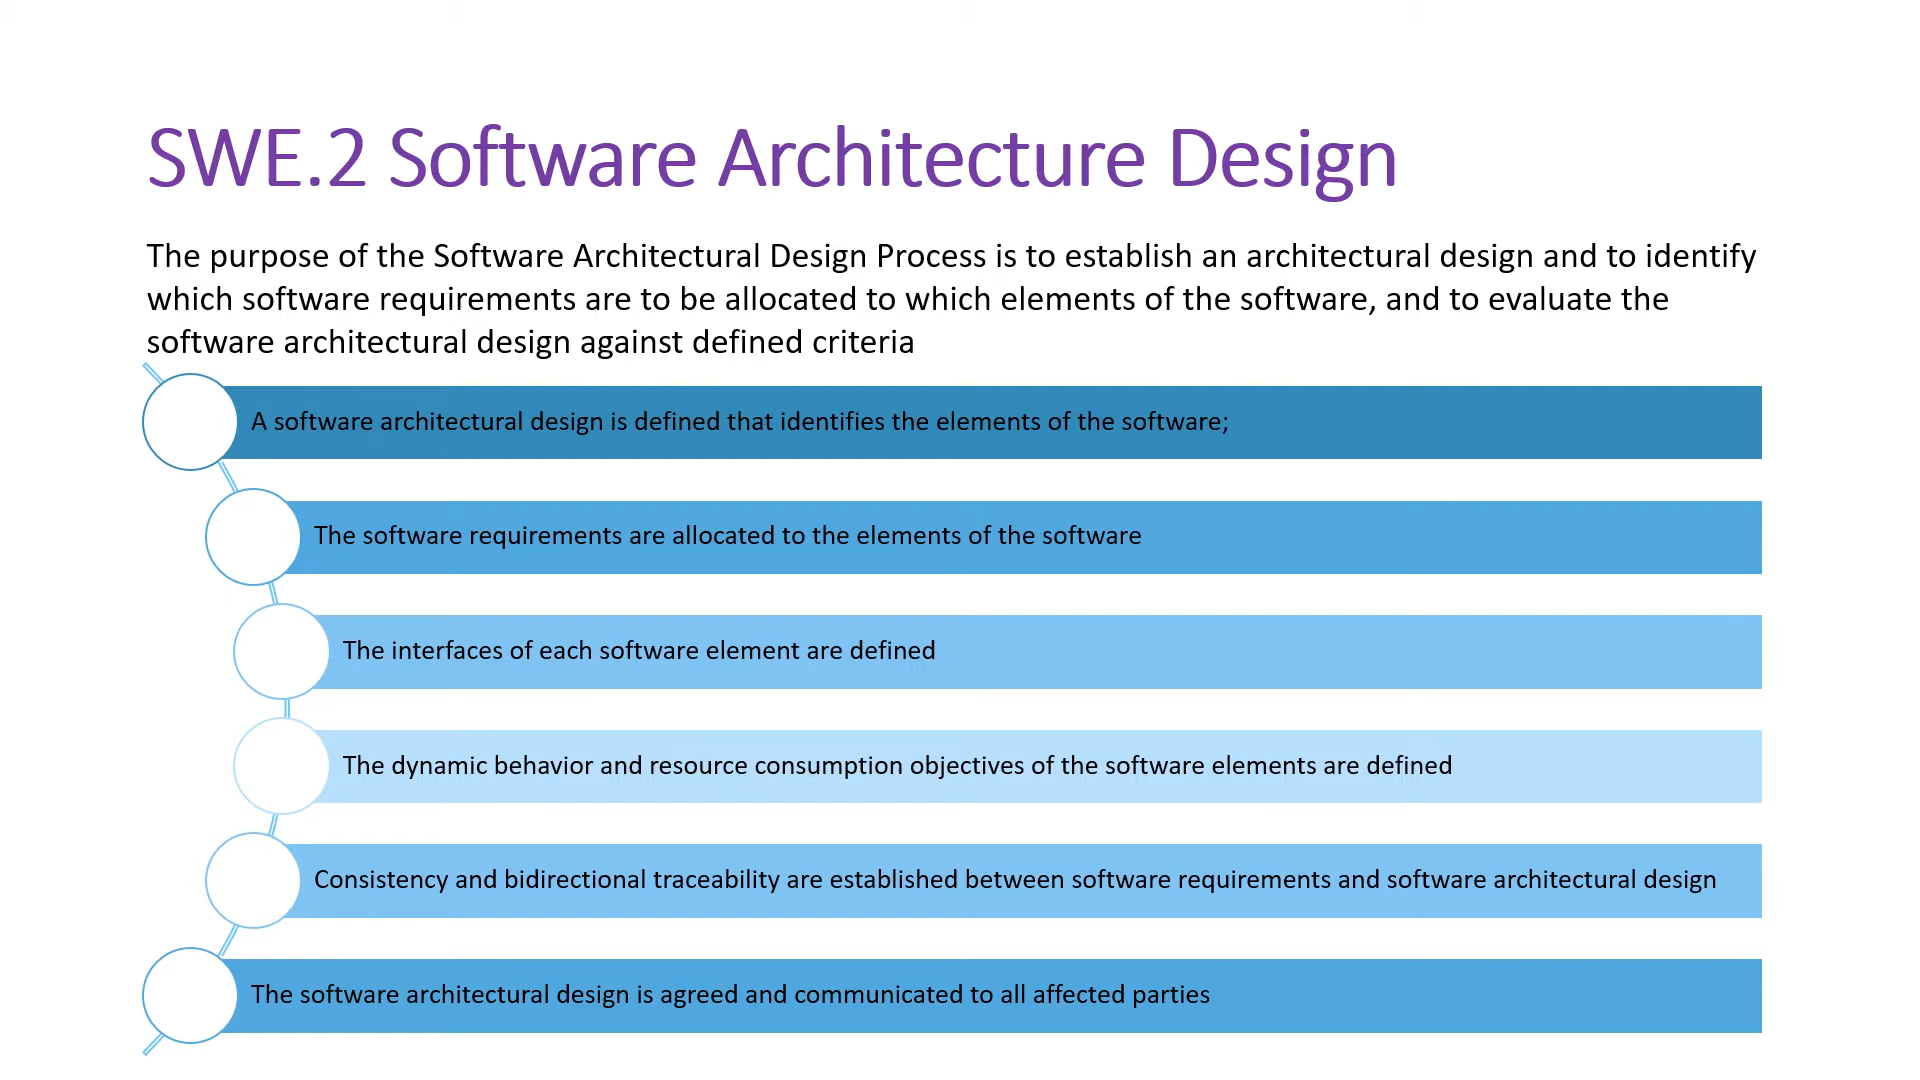 SWE.2 Software Architecture Design
The purpose of the Software Architectural Design Process is to establish an architectural design and to identify
which software requirements are to be allocated to which elements of the software, and to evaluate the
software architectural design against defined criteria
A software architectural design is defined that identifies the elements of the software;
The software requirements are allocated to the elements of the software
The interfaces of each software element are defined
The dynamic behavior and resource consumption objectives of the software elements are defined
Consistency and bidirectional traceability are established between software requirements and software architectural design
The software architectural design is agreed and communicated to all affected parties